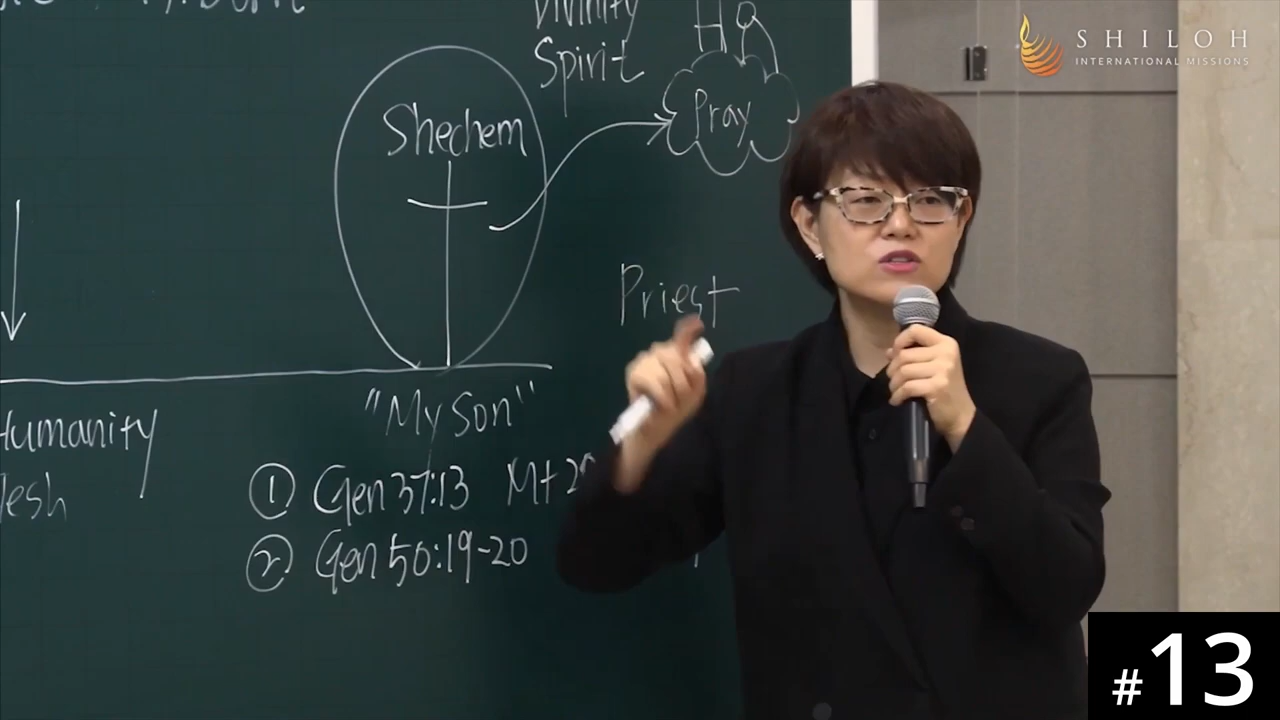 Divinity
Spirit
Shechem
Pray
Priest
"My Son"
Humanity
① Gen 37:13 Mt
② Gen 50:19-20
SHILOH
INTERNATIONAL MISSIONS
#13